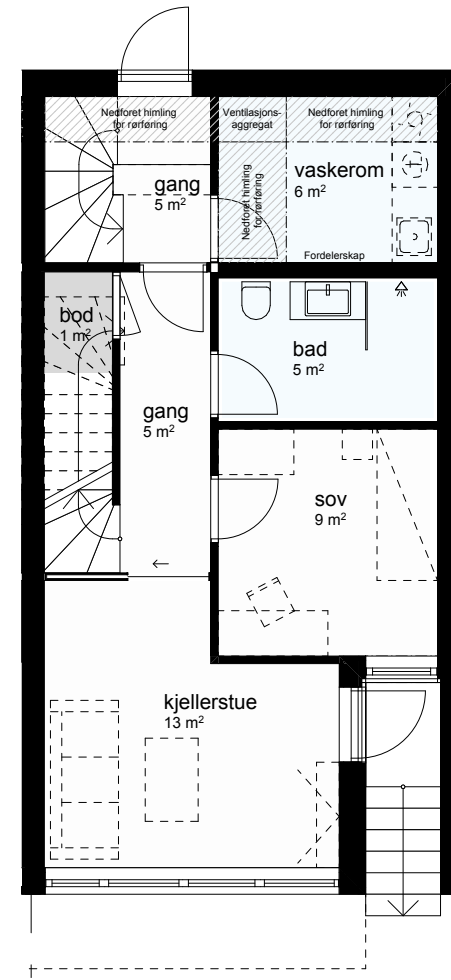 Nedforet himling
for rørføring
Ventilasjons-
aggregat
Nedforet himling
for rørføring
gang
5 m²
Nedforet himling
for rørføring
vaskerom
6 m²
Fordelerskap
bod
1 m²
bad
5 m²
gang
5 m²
sov
9 m²
kjellerstue
13 m²